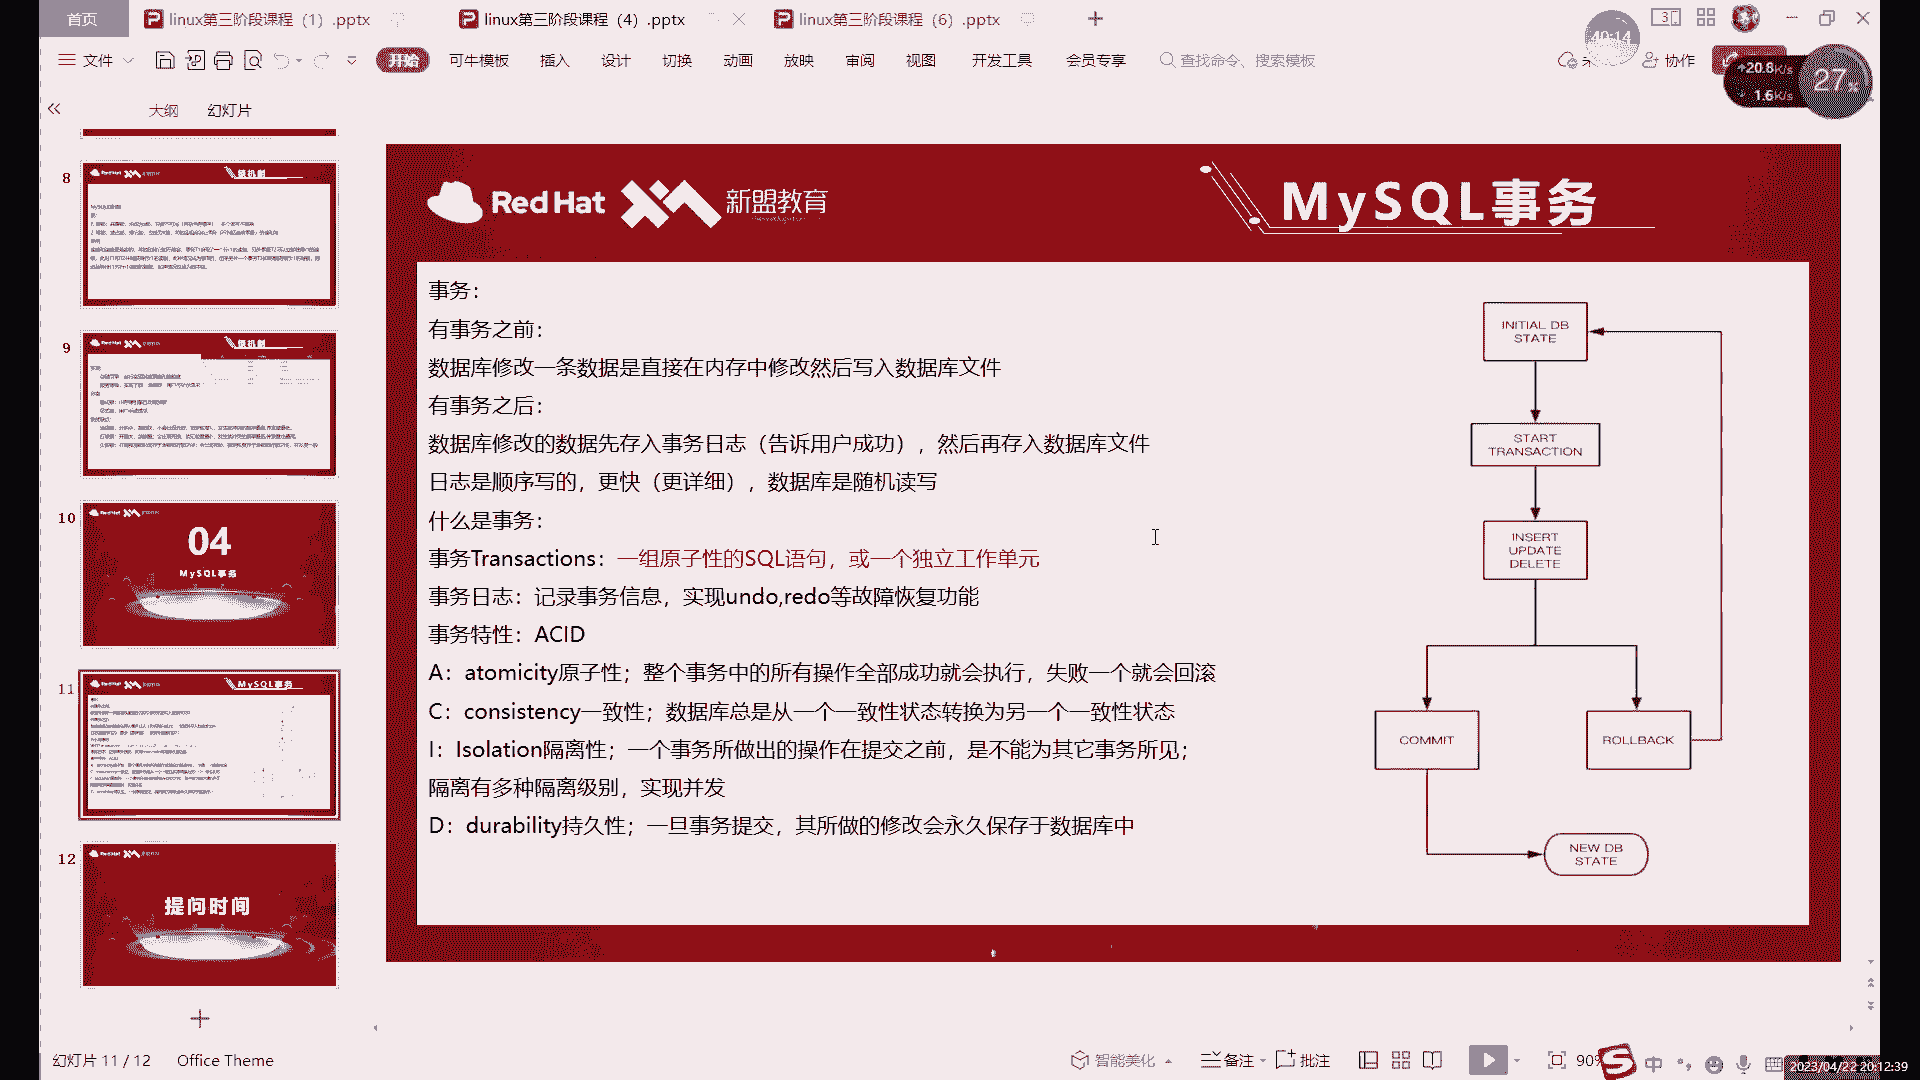 首页
linux第三阶段课程（1）.pptx
linux第三阶段课程（4）.pptx
linux第三阶段课程（6）.pptx
文件
开始
可牛模板
插入
设计
切换
动画
放映
审阅
视图
开发工具
会员专享
查找命令、搜索模板
协作
20.8K/s
1.6K/s
27%
大纲
幻灯片
8
9
10
04
MySQL事务
11
MySQL事务
12
提问时间
Red Hat
新盟教育
MySQL事务
事务：
有事务之前：
数据库修改一条数据是直接在内存中修改然后写入数据库文件
有事务之后：
数据库修改的数据先存入事务日志（告诉用户成功），然后再存入数据库文件
日志是顺序写的，更快（更详细），数据库是随机读写
什么是事务：
事务Transactions：一组原子性的SQL语句，或一个独立工作单元
事务日志：记录事务信息，实现undo,redo等故障恢复功能
事务特性：ACID
A：atomicity原子性；整个事务中的所有操作全部成功就会执行，失败一个就会回滚
C：consistency一致性；数据库总是从一个一致性状态转换为另一个一致性状态
I：Isolation隔离性；一个事务所做出的操作在提交之前，是不能为其它事务所见；
隔离有多种隔离级别，实现并发
D：durability持久性；一旦事务提交，其所做的修改会永久保存于数据库中
INITIAL DB
STATE
START
TRANSACTION
INSERT
UPDATE
DELETE
COMMIT
ROLLBACK
NEW DB
STATE
幻灯片 11 / 12
Office Theme
智能美化
备注
批注
90
中
2023/04/22 20:12:39